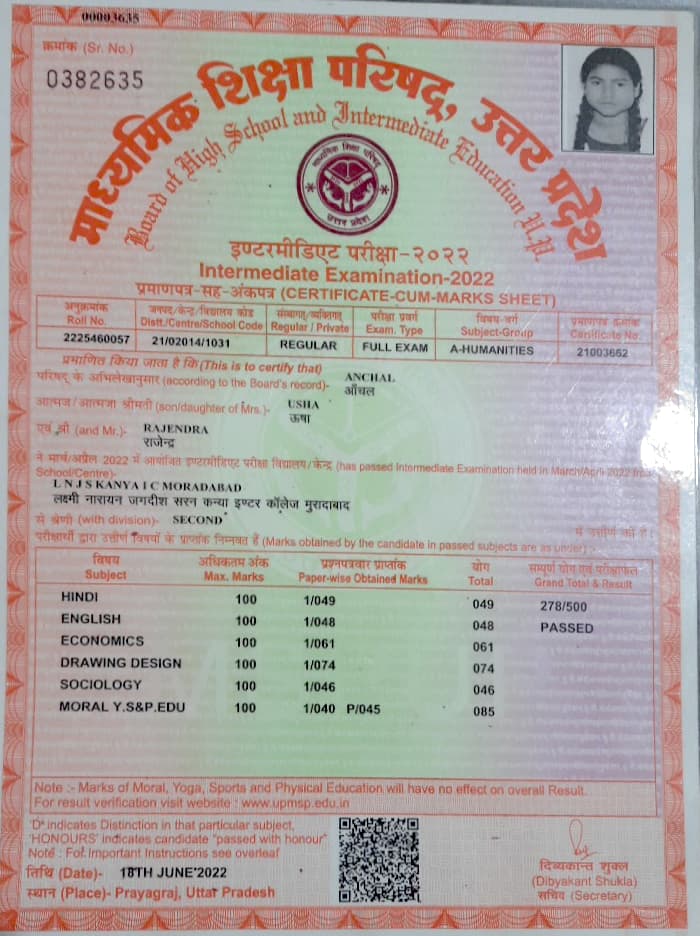 00003635
क्रमांक (Sr. No.)
0382635
माध्यमिक शिक्षा परिषद्, उत्तर प्रदेश
Board of High School and Intermediate Education U.P.
माध्यमिक शिक्षा परिषद्
उत्तर प्रदेश
इण्टरमीडिएट परीक्षा-२०२२
Intermediate Examination-2022
प्रमाणपत्र-सह-अंकपत्र (CERTIFICATE-CUM-MARKS SHEET)
अनुक्रमांक जनपद/केन्द्र/विद्यालय कोड संस्थागत/व्यक्तिगत परीक्षा प्रवर्ग विषय-वर्ग प्रमाणपत्र क्रमांक
Roll No. Distt./Centre/School Code Regular / Private Exam. Type Subject-Group Certificate No.
2225460057 21/02014/1031 REGULAR FULL EXAM A-HUMANITIES 21003652
प्रमाणित किया जाता है कि (This is to certify that)
परिषद् के अभिलेखानुसार (according to the Board's record)- ANCHAL
आँचल
आत्मज/आत्मजा श्रीमती (son/daughter of Mrs.)- USHA
ऊषा
एवं श्री (and Mr.)- RAJENDRA
राजेन्द्र
ने मार्च/अप्रैल 2022 में आयोजित इण्टरमीडिएट परीक्षा विद्यालय/केन्द्र (has passed Intermediate Examination held in March/April 2022 from
School/Centre)-
L N J S KANYA I C MORADABAD
लक्ष्मी नारायन जगदीश सरन कन्या इण्टर कॉलेज मुरादाबाद
से श्रेणी (with division)- SECOND में उत्तीर्ण की है।
परीक्षार्थी द्वारा उत्तीर्ण विषयों के प्राप्तांक निम्नवत हैं (Marks obtained by the candidate in passed subjects are as under) :-
विषय अधिकतम अंक प्रश्नपत्रवार प्राप्तांक योग सम्पूर्ण योग एवं परीक्षाफल
Subject Max. Marks Paper-wise Obtained Marks Total Grand Total & Result
HINDI 100 1/049 049 278/500
ENGLISH 100 1/048 048 PASSED
ECONOMICS 100 1/061 061
DRAWING DESIGN 100 1/074 074
SOCIOLOGY 100 1/046 046
MORAL Y.S&P.EDU 100 1/040 P/045 085
Note :- Marks of Moral, Yoga, Sports and Physical Education will have no effect on overall Result.
For result verification visit website : www.upmsp.edu.in
'D' indicates Distinction in that particular subject,
'HONOURS' indicates candidate "passed with honour"
Note : For Important Instructions see overleaf
तिथि (Date)- 18TH JUNE'2022
स्थान (Place)- Prayagraj, Uttar Pradesh
दिव्यकान्त शुक्ल
(Dibyakant Shukla)
सचिव (Secretary)